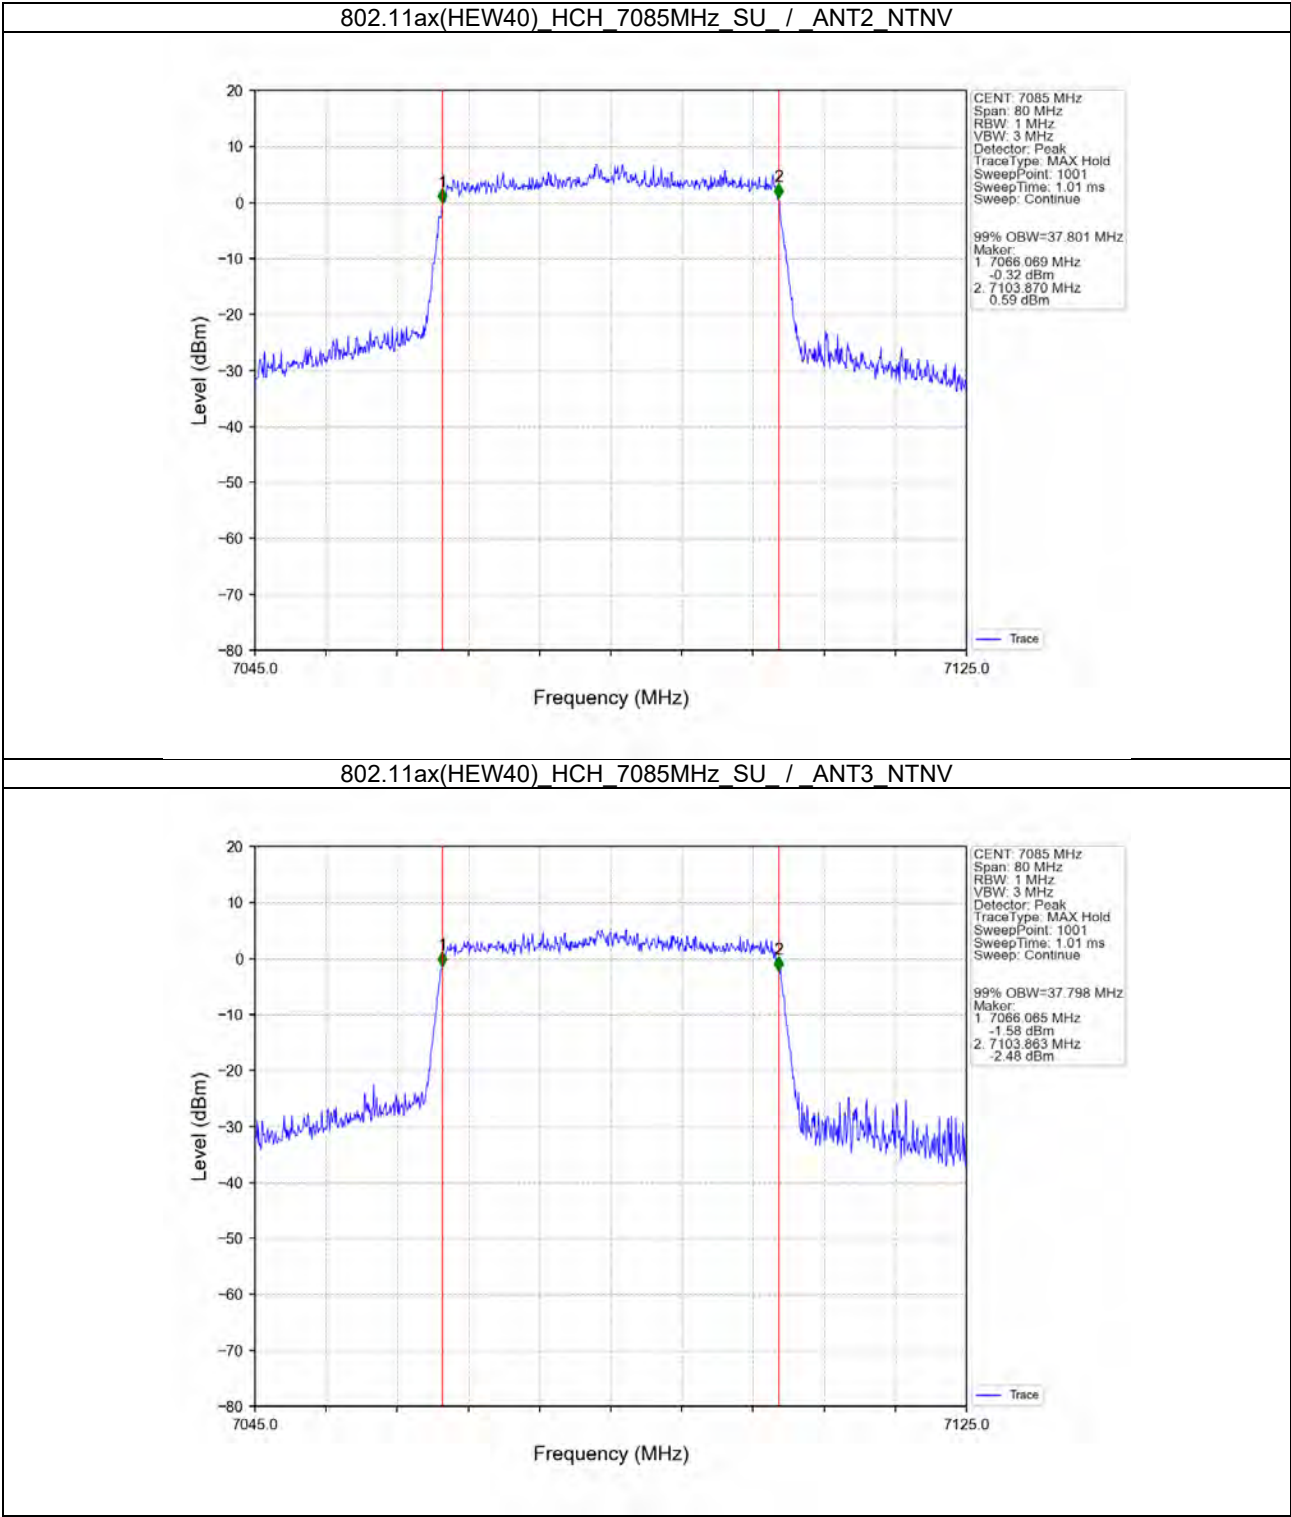 802.11ax(HEW40)_HCH_7085MHz_SU_ / _ANT2_NTNV
20
10
0
−10
−20
−30
−40
−50
−60
−70
−80
Level (dBm)
1
2
7045.0
7125.0
Frequency (MHz)
CENT: 7085 MHz
Span: 80 MHz
RBW: 1 MHz
VBW: 3 MHz
Detector: Peak
TraceType: MAX Hold
SweepPoint: 1001
SweepTime: 1.01 ms
Sweep: Continue
99% OBW=37.801 MHz
Maker:
1. 7066.069 MHz
-0.32 dBm
2. 7103.870 MHz
0.59 dBm
Trace
802.11ax(HEW40)_HCH_7085MHz_SU_ / _ANT3_NTNV
20
10
0
−10
−20
−30
−40
−50
−60
−70
−80
Level (dBm)
1
2
7045.0
7125.0
Frequency (MHz)
CENT: 7085 MHz
Span: 80 MHz
RBW: 1 MHz
VBW: 3 MHz
Detector: Peak
TraceType: MAX Hold
SweepPoint: 1001
SweepTime: 1.01 ms
Sweep: Continue
99% OBW=37.798 MHz
Maker:
1. 7066.065 MHz
-1.58 dBm
2. 7103.863 MHz
-2.48 dBm
Trace